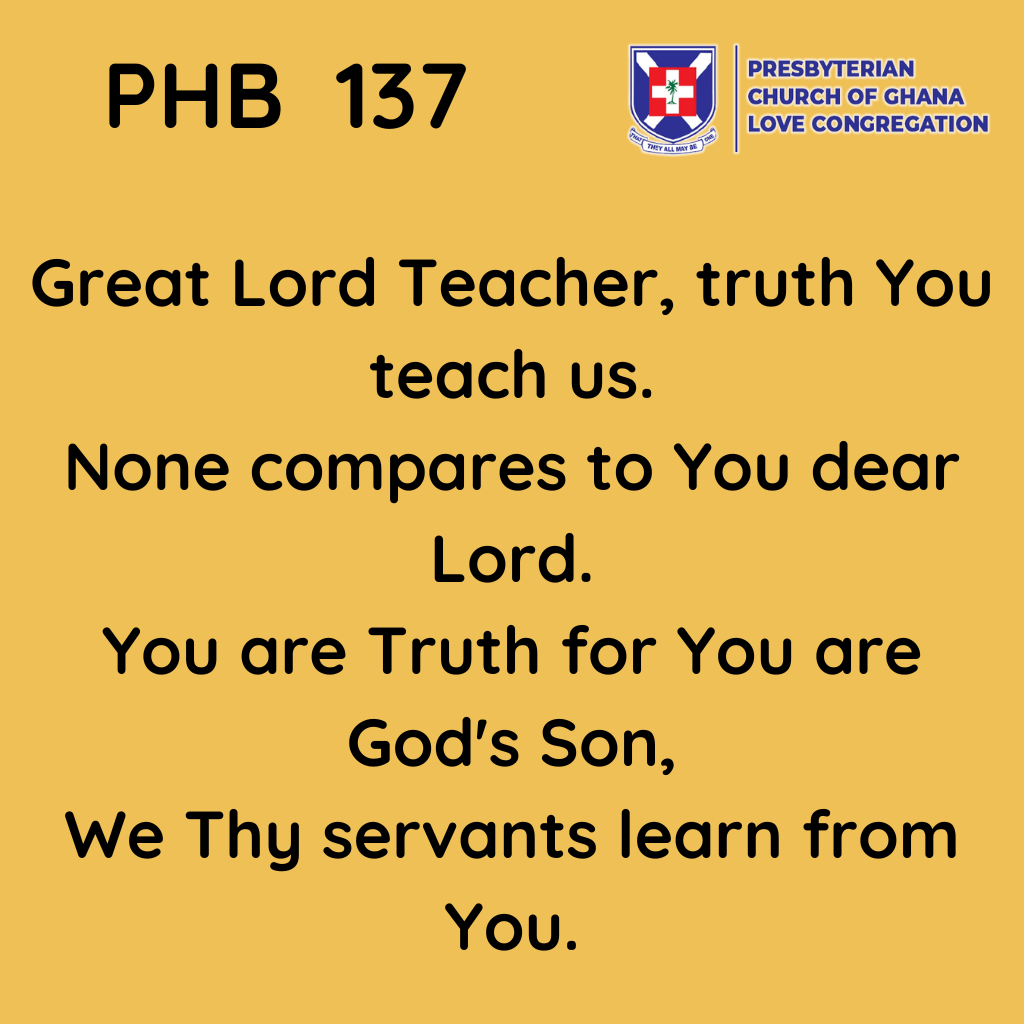 PHB 137
PRESBYTERIAN
CHURCH OF GHANA
LOVE CONGREGATION
THAT THEY ALL MAY BE ONE
Great Lord Teacher, truth You
teach us.
None compares to You dear
Lord.
You are Truth for You are
God's Son,
We Thy servants learn from
You.